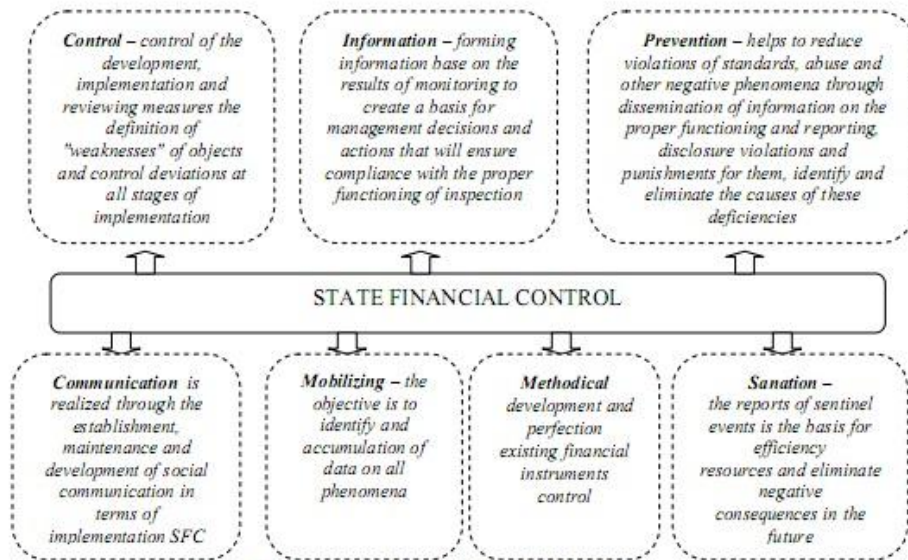 Control – control of the
development,
implementation and
reviewing measures the
definition of
"weaknesses" of objects
and control deviations at
all stages of
implementation
Information – forming
information base on the
results of monitoring to
create a basis for
management decisions and
actions that will ensure
compliance with the proper
functioning of inspection
Prevention – helps to reduce
violations of standards, abuse and
other negative phenomena through
dissemination of information on the
proper functioning and reporting,
disclosure violations and
punishments for them, identify and
eliminate the causes of these
deficiencies
STATE FINANCIAL CONTROL
Communication is
realized through the
establishment,
maintenance and
development of social
communication in
terms of
implementation SFC
Mobilizing – the
objective is to
identify and
accumulation of
data on all
phenomena
Methodical
development and
perfection
existing financial
instruments
control
Sanation –
the reports of sentinel
events is the basis for
efficiency
resources and eliminate
negative
consequences in the
future